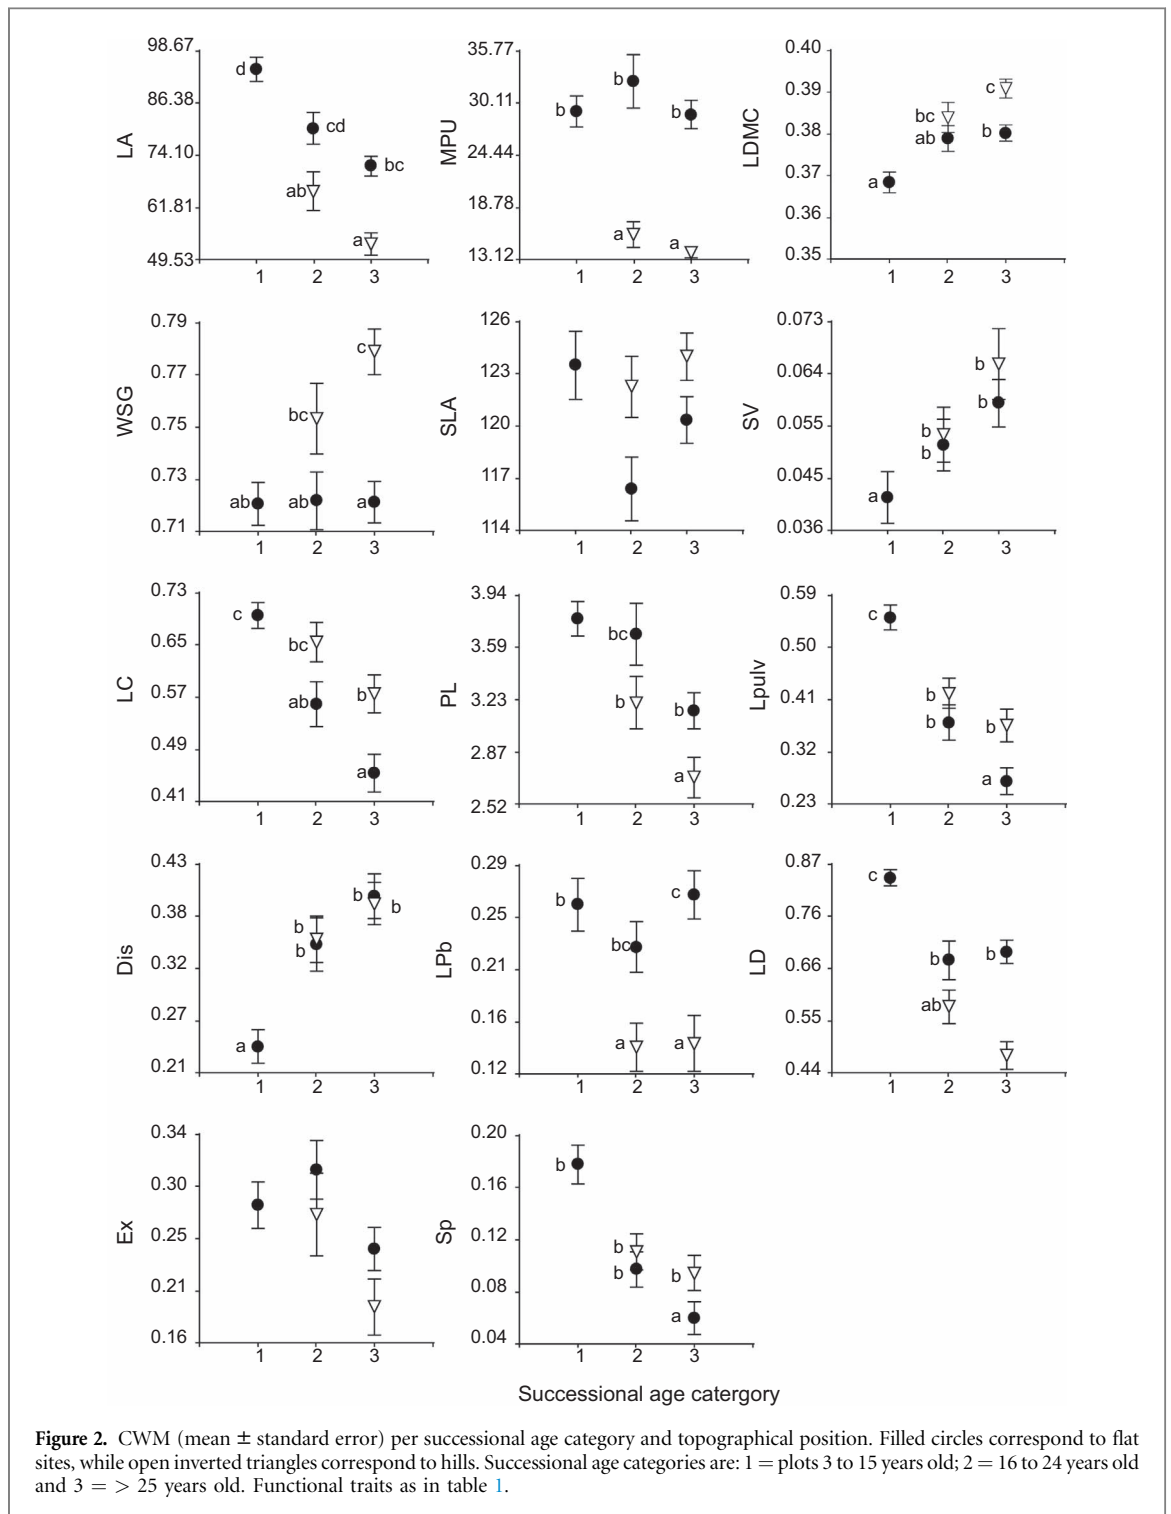 98.67
86.38
74.10
61.81
49.53
LA
d
cd
ab
bc
a
1 2 3
35.77
30.11
24.44
18.78
13.12
MPU
b
b
a
b
a
1 2 3
0.40
0.39
0.38
0.37
0.36
0.35
LDMC
a
bc
ab
c
b
1 2 3
0.79
0.77
0.75
0.73
0.71
WSG
ab
bc
ab
c
a
1 2 3
126
123
120
117
114
SLA
1 2 3
0.073
0.064
0.055
0.045
0.036
SV
a
b
b
b
b
1 2 3
0.73
0.65
0.57
0.49
0.41
LC
c
bc
ab
b
a
1 2 3
3.94
3.59
3.23
2.87
2.52
PL
bc
b
b
a
1 2 3
0.59
0.50
0.41
0.32
0.23
Lpulv
c
b
b
b
a
1 2 3
0.43
0.38
0.32
0.27
0.21
Dis
a
b
b
b
b
1 2 3
0.29
0.25
0.21
0.16
0.12
LPb
b
bc
a
c
a
1 2 3
0.87
0.76
0.66
0.55
0.44
LD
c
b
ab
b
1 2 3
0.34
0.30
0.25
0.21
0.16
Ex
1 2 3
0.20
0.16
0.12
0.08
0.04
Sp
b
b
b
b
a
1 2 3
Successional age catergory
Figure 2. CWM (mean ± standard error) per successional age category and topographical position. Filled circles correspond to flat
sites, while open inverted triangles correspond to hills. Successional age categories are: 1 = plots 3 to 15 years old; 2 = 16 to 24 years old
and 3 = > 25 years old. Functional traits as in table 1.